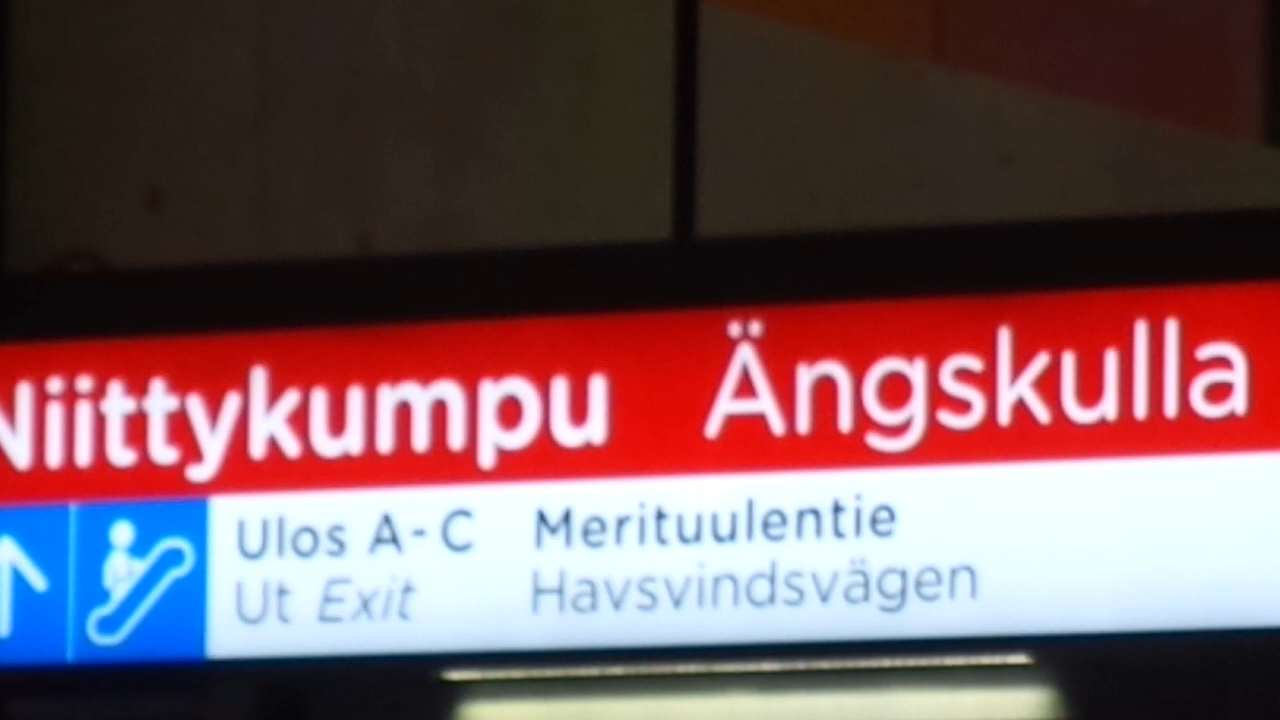 Niittykumpu Ängskulla
Ulos A-C Merituulentie
Ut Exit Havsvindsvägen